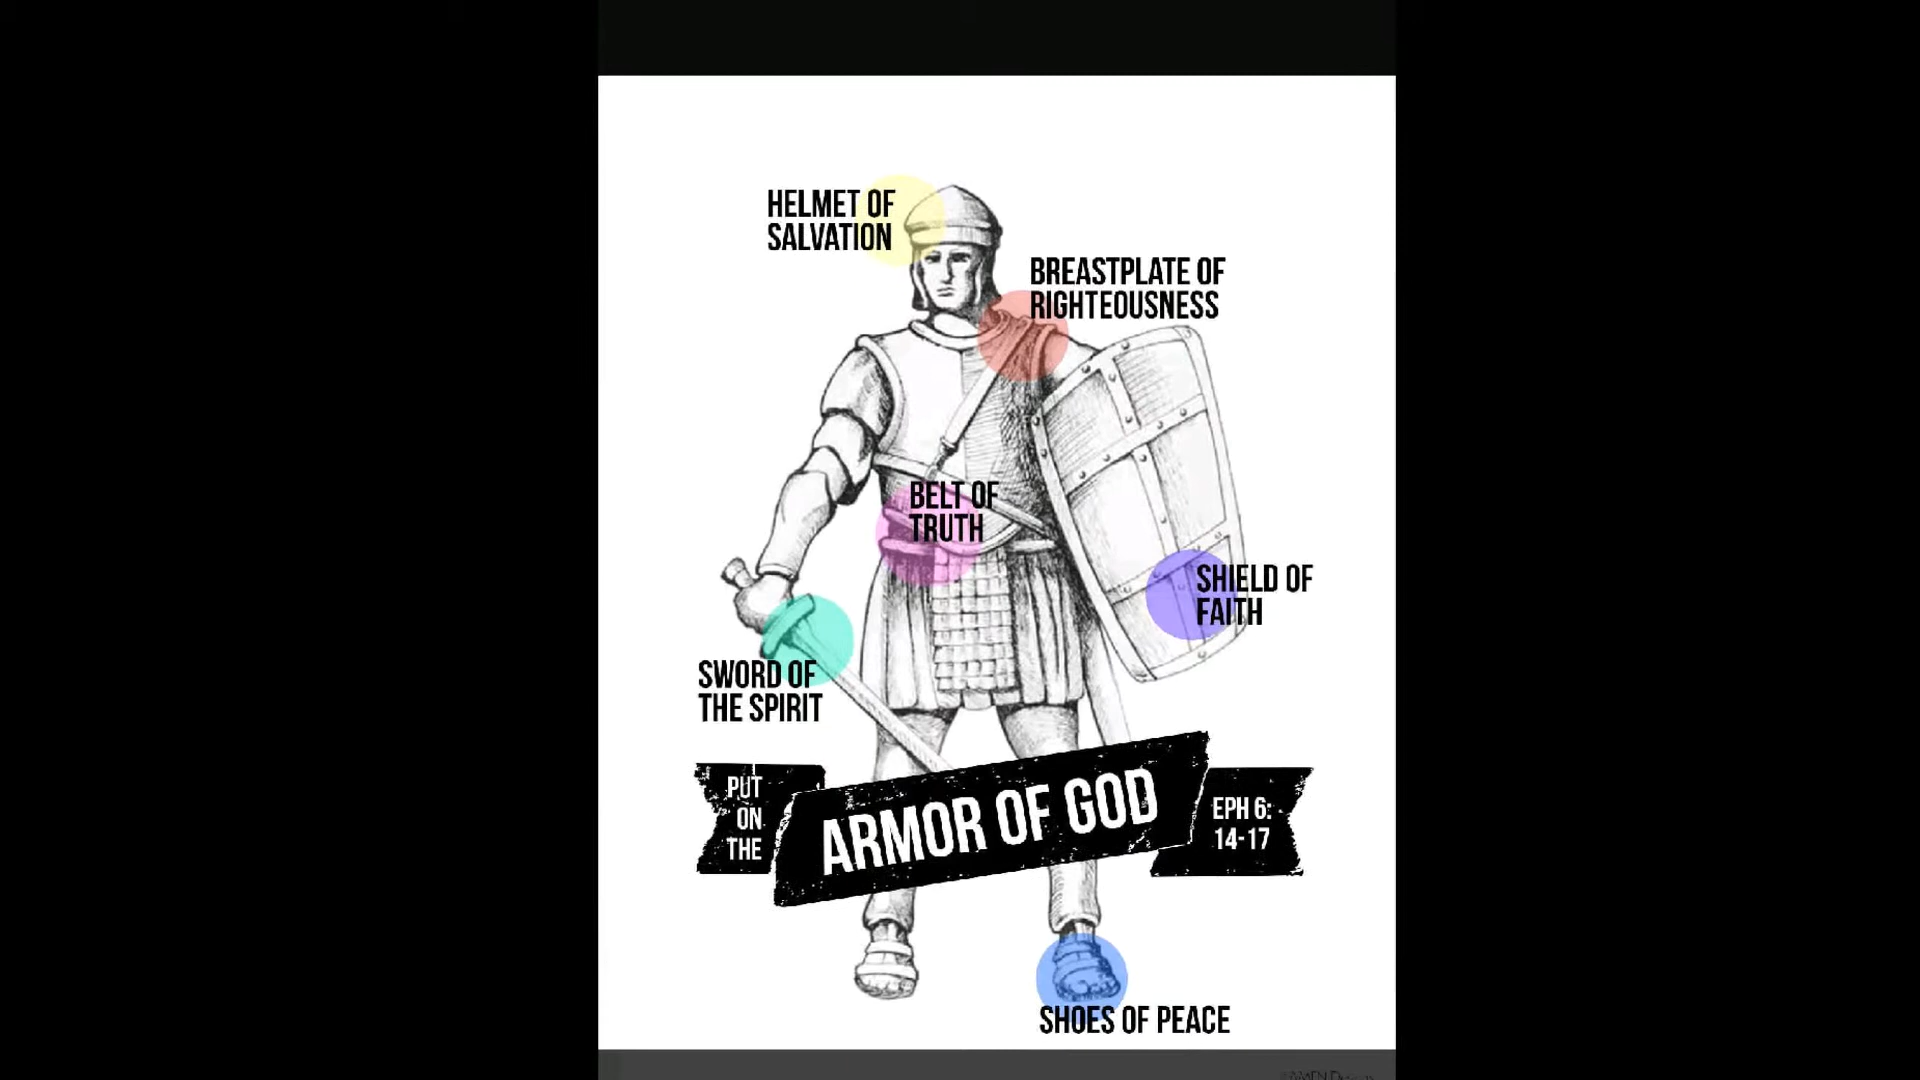 HELMET OF
SALVATION
BREASTPLATE OF
RIGHTEOUSNESS
BELT OF
TRUTH
SHIELD OF
FAITH
SWORD OF
THE SPIRIT
PUT
ON
THE
ARMOR OF GOD
EPH 6:
14-17
SHOES OF PEACE